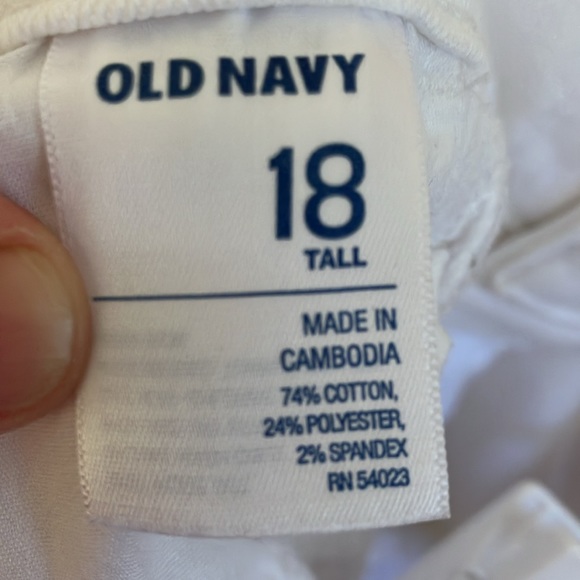 OLD NAVY
18
TALL
MADE IN
CAMBODIA
74% COTTON,
24% POLYESTER,
2% SPANDEX
RN 54023